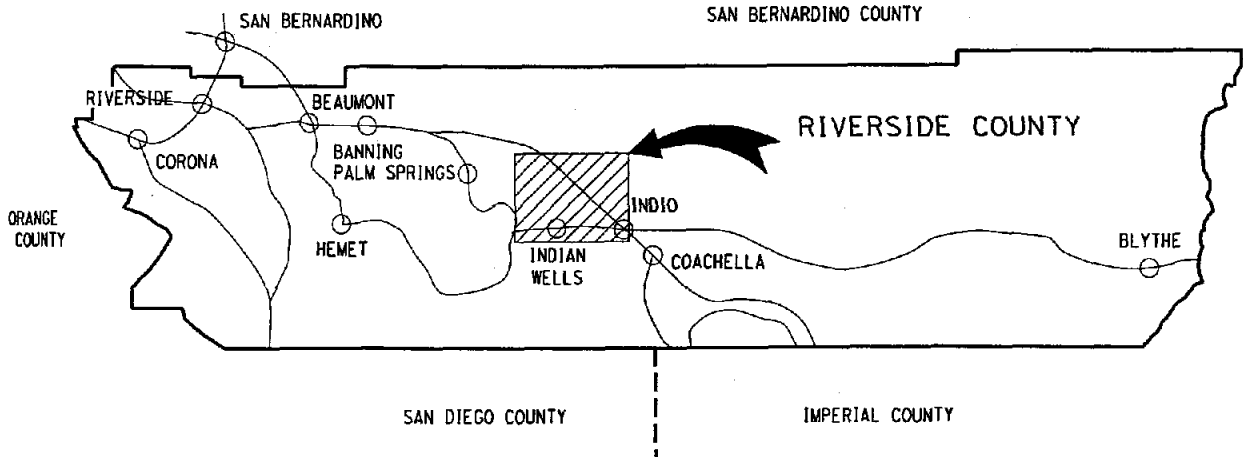 SAN BERNARDINO
SAN BERNARDINO COUNTY
RIVERSIDE
BEAUMONT
RIVERSIDE COUNTY
CORONA
BANNING
PALM SPRINGS
ORANGE
COUNTY
HEMET
INDIO
INDIAN
WELLS
COACHELLA
BLYTHE
SAN DIEGO COUNTY
IMPERIAL COUNTY